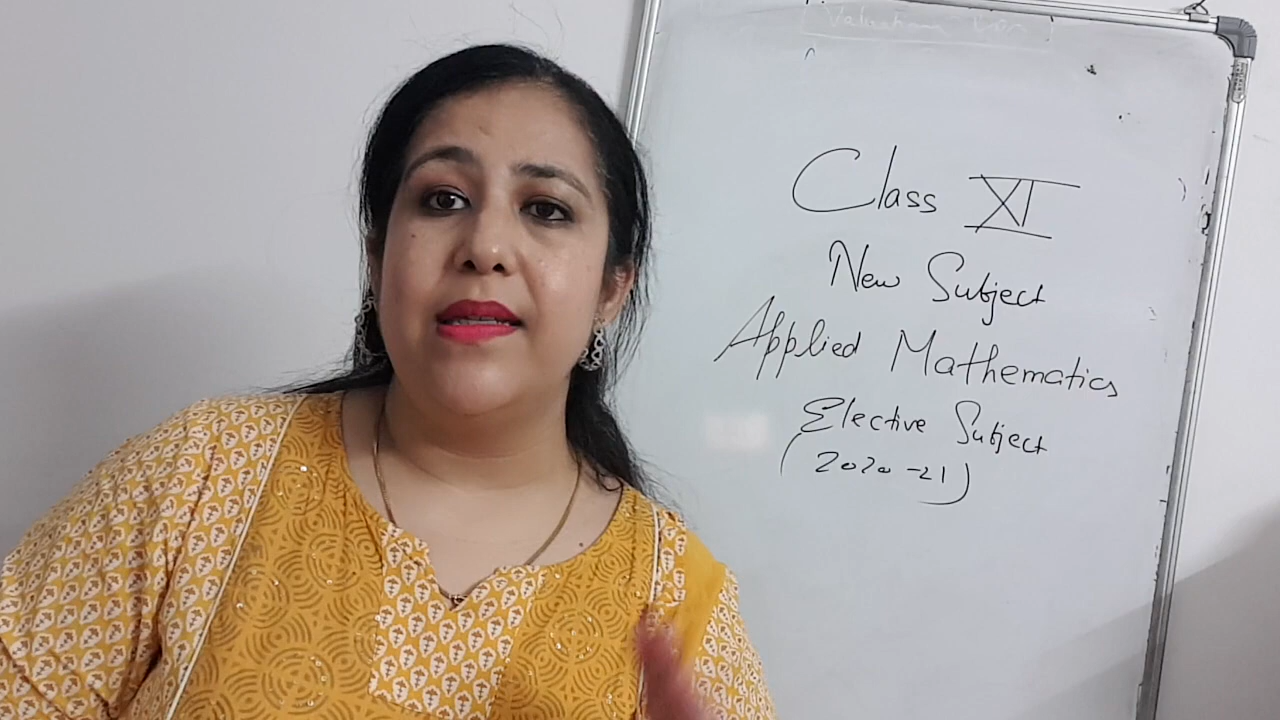 Class XI
New Subject
Applied Mathematics
Elective Subject
(2020-21)